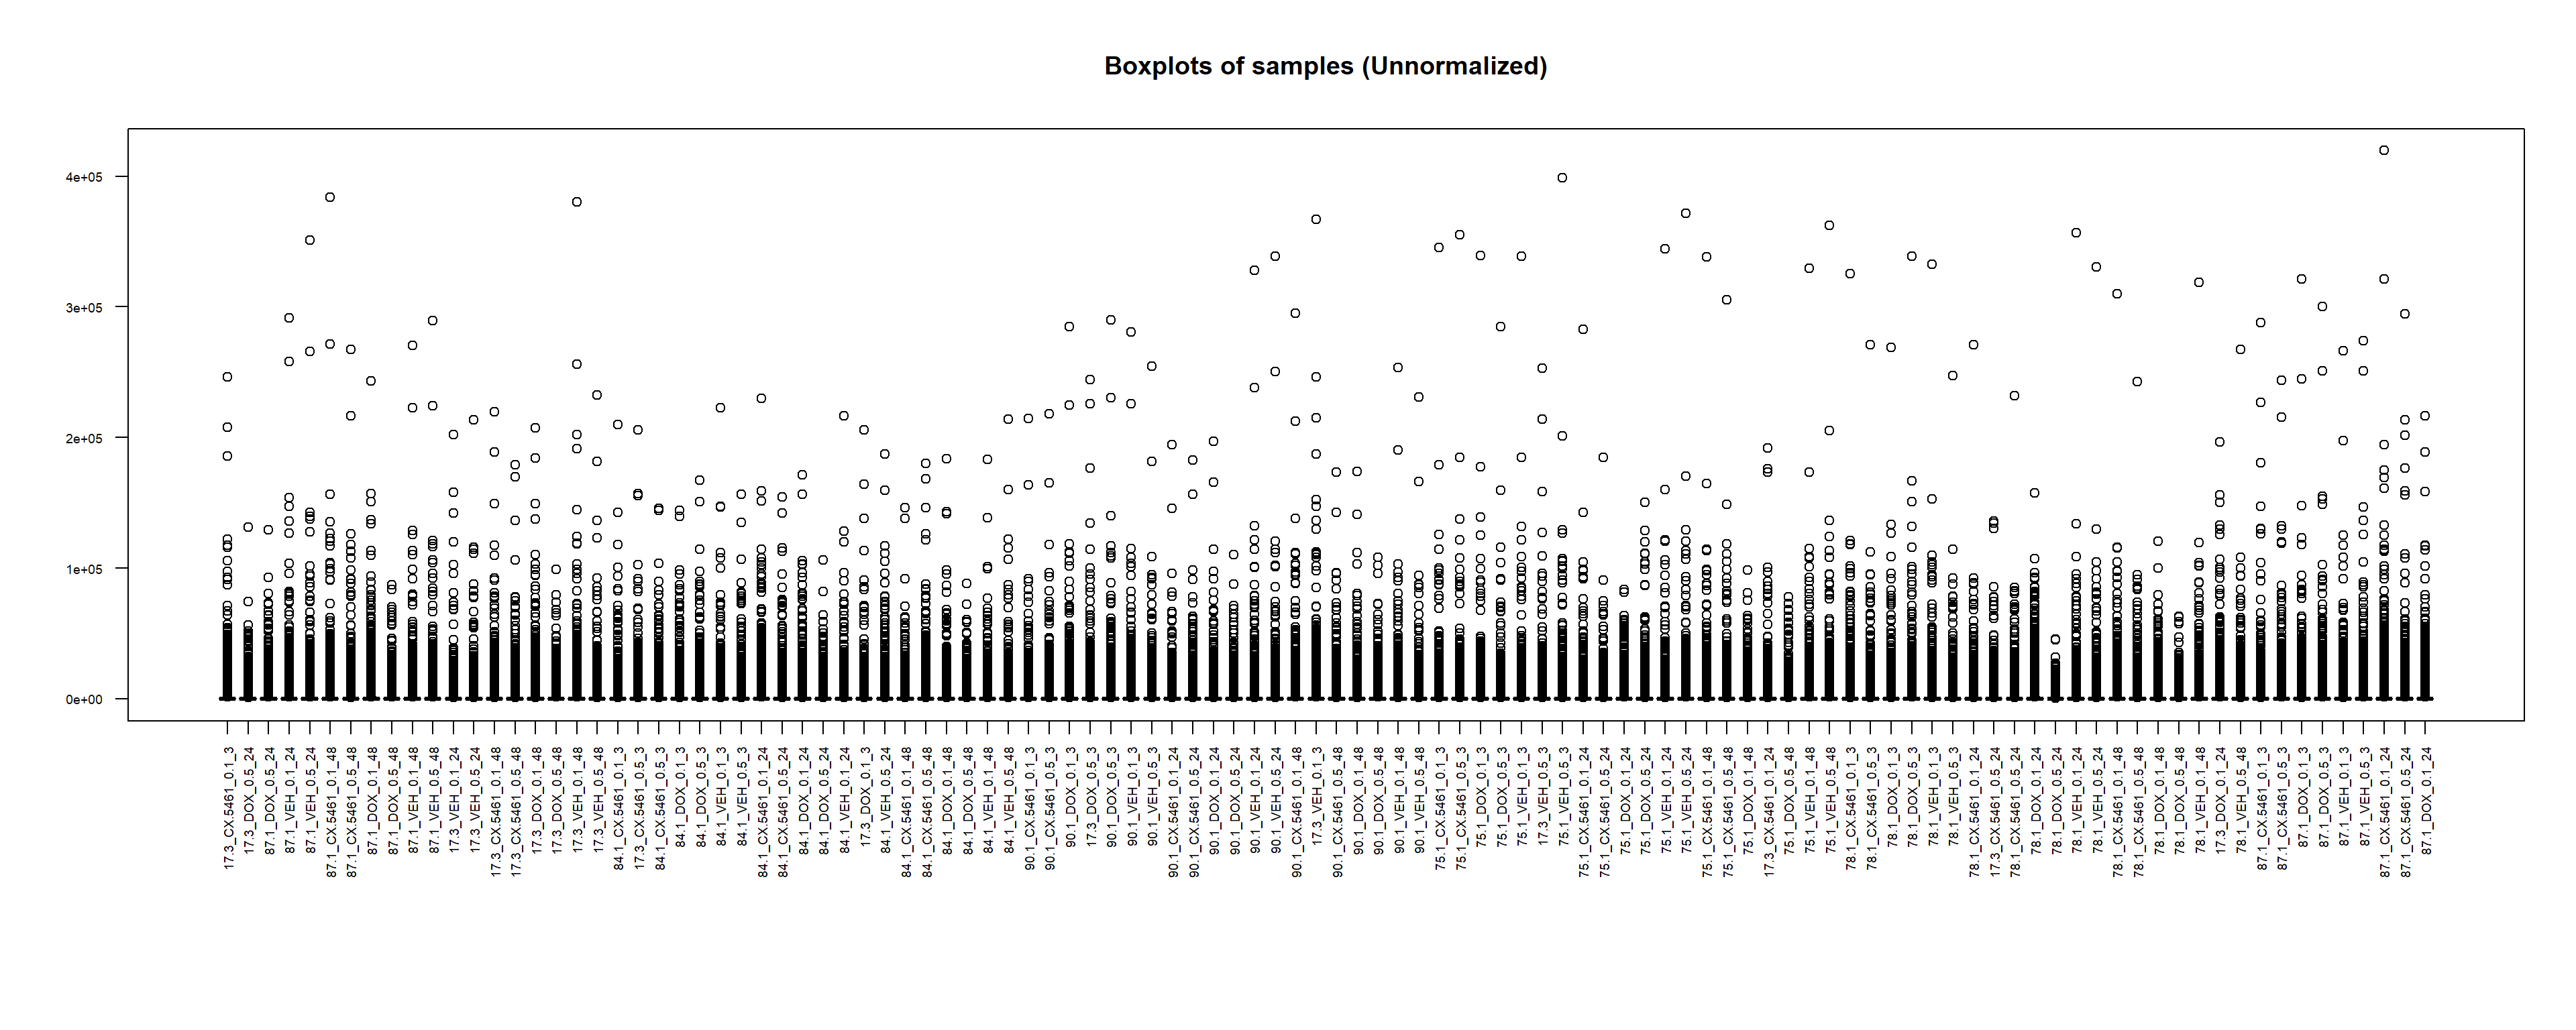 Boxplots of samples (Unnormalized)
4e+05
3e+05
2e+05
1e+05
0e+00
17.3_CX.5461_0.1_3
17.3_DOX_0.5_24
87.1_DOX_0.5_24
87.1_VEH_0.1_24
87.1_VEH_0.5_24
87.1_CX.5461_0.1_48
87.1_CX.5461_0.5_48
87.1_DOX_0.1_48
87.1_DOX_0.5_48
87.1_VEH_0.1_48
87.1_VEH_0.5_48
17.3_VEH_0.1_24
17.3_VEH_0.5_24
17.3_CX.5461_0.1_48
17.3_CX.5461_0.5_48
17.3_DOX_0.1_48
17.3_DOX_0.5_48
17.3_VEH_0.1_48
17.3_VEH_0.5_48
84.1_CX.5461_0.1_3
17.3_CX.5461_0.5_3
84.1_CX.5461_0.5_3
84.1_DOX_0.1_3
84.1_DOX_0.5_3
84.1_VEH_0.1_3
84.1_VEH_0.5_3
84.1_CX.5461_0.1_24
84.1_CX.5461_0.5_24
84.1_DOX_0.1_24
84.1_DOX_0.5_24
84.1_VEH_0.1_24
17.3_DOX_0.1_3
84.1_VEH_0.5_24
84.1_CX.5461_0.1_48
84.1_CX.5461_0.5_48
84.1_DOX_0.1_48
84.1_DOX_0.5_48
84.1_VEH_0.1_48
84.1_VEH_0.5_48
90.1_CX.5461_0.1_3
90.1_CX.5461_0.5_3
90.1_DOX_0.1_3
17.3_DOX_0.5_3
90.1_DOX_0.5_3
90.1_VEH_0.1_3
90.1_VEH_0.5_3
90.1_CX.5461_0.1_24
90.1_CX.5461_0.5_24
90.1_DOX_0.1_24
90.1_DOX_0.5_24
90.1_VEH_0.1_24
90.1_VEH_0.5_24
90.1_CX.5461_0.1_48
17.3_VEH_0.1_3
90.1_CX.5461_0.5_48
90.1_DOX_0.1_48
90.1_DOX_0.5_48
90.1_VEH_0.1_48
90.1_VEH_0.5_48
75.1_CX.5461_0.1_3
75.1_CX.5461_0.5_3
75.1_DOX_0.1_3
75.1_DOX_0.5_3
75.1_VEH_0.1_3
17.3_VEH_0.5_3
75.1_VEH_0.5_3
75.1_CX.5461_0.1_24
75.1_CX.5461_0.5_24
75.1_DOX_0.1_24
75.1_DOX_0.5_24
75.1_VEH_0.1_24
75.1_VEH_0.5_24
75.1_CX.5461_0.1_48
75.1_CX.5461_0.5_48
75.1_DOX_0.1_48
17.3_CX.5461_0.1_24
75.1_DOX_0.5_48
75.1_VEH_0.1_48
75.1_VEH_0.5_48
78.1_CX.5461_0.1_3
78.1_CX.5461_0.5_3
78.1_DOX_0.1_3
78.1_DOX_0.5_3
78.1_VEH_0.1_3
78.1_VEH_0.5_3
78.1_CX.5461_0.1_24
17.3_CX.5461_0.5_24
78.1_CX.5461_0.5_24
78.1_DOX_0.1_24
78.1_DOX_0.5_24
78.1_VEH_0.1_24
78.1_VEH_0.5_24
78.1_CX.5461_0.1_48
78.1_CX.5461_0.5_48
78.1_DOX_0.1_48
78.1_DOX_0.5_48
78.1_VEH_0.1_48
17.3_DOX_0.1_24
78.1_VEH_0.5_48
87.1_CX.5461_0.1_3
87.1_CX.5461_0.5_3
87.1_DOX_0.1_3
87.1_DOX_0.5_3
87.1_VEH_0.1_3
87.1_VEH_0.5_3
87.1_CX.5461_0.1_24
87.1_CX.5461_0.5_24
87.1_DOX_0.1_24